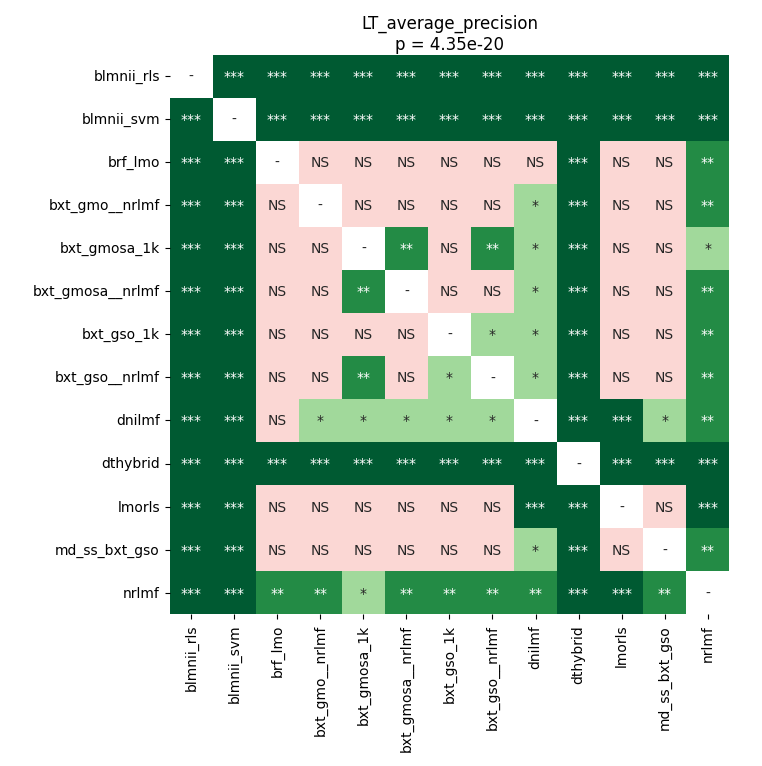 LT_average_precision
p = 4.35e-20
blmnii_rls - *** *** *** *** *** *** *** *** *** *** *** ***
blmnii_svm *** - *** *** *** *** *** *** *** *** *** *** ***
brf_lmo *** *** - NS NS NS NS NS NS *** NS NS **
bxt_gmo__nrlmf *** *** NS - NS NS NS NS * *** NS NS **
bxt_gmosa_1k *** *** NS NS - ** NS ** * *** NS NS *
bxt_gmosa__nrlmf *** *** NS NS ** - NS NS * *** NS NS **
bxt_gso_1k *** *** NS NS NS NS - * * *** NS NS **
bxt_gso__nrlmf *** *** NS NS ** NS * - * *** NS NS **
dnilmf *** *** NS * * * * * - *** *** * **
dthybrid *** *** *** *** *** *** *** *** *** - *** *** ***
lmorls *** *** NS NS NS NS NS NS *** *** - NS ***
md_ss_bxt_gso *** *** NS NS NS NS NS NS * *** NS - **
nrlmf *** *** ** ** * ** ** ** ** *** *** ** -
blmnii_rls
blmnii_svm
brf_lmo
bxt_gmo__nrlmf
bxt_gmosa_1k
bxt_gmosa__nrlmf
bxt_gso_1k
bxt_gso__nrlmf
dnilmf
dthybrid
lmorls
md_ss_bxt_gso
nrlmf